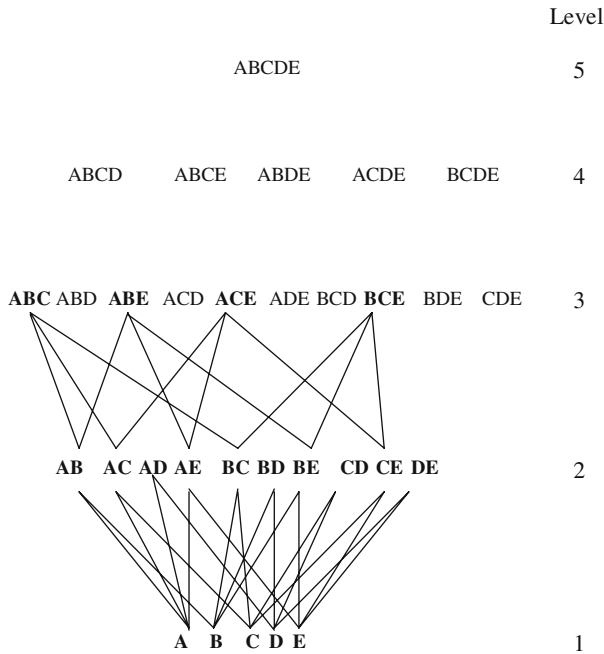 Level
ABCDE 5
ABCD ABCE ABDE ACDE BCDE 4
ABC ABD ABE ACD ACE ADE BCD BCE BDE CDE 3
AB AC AD AE BC BD BE CD CE DE 2
A B C D E 1